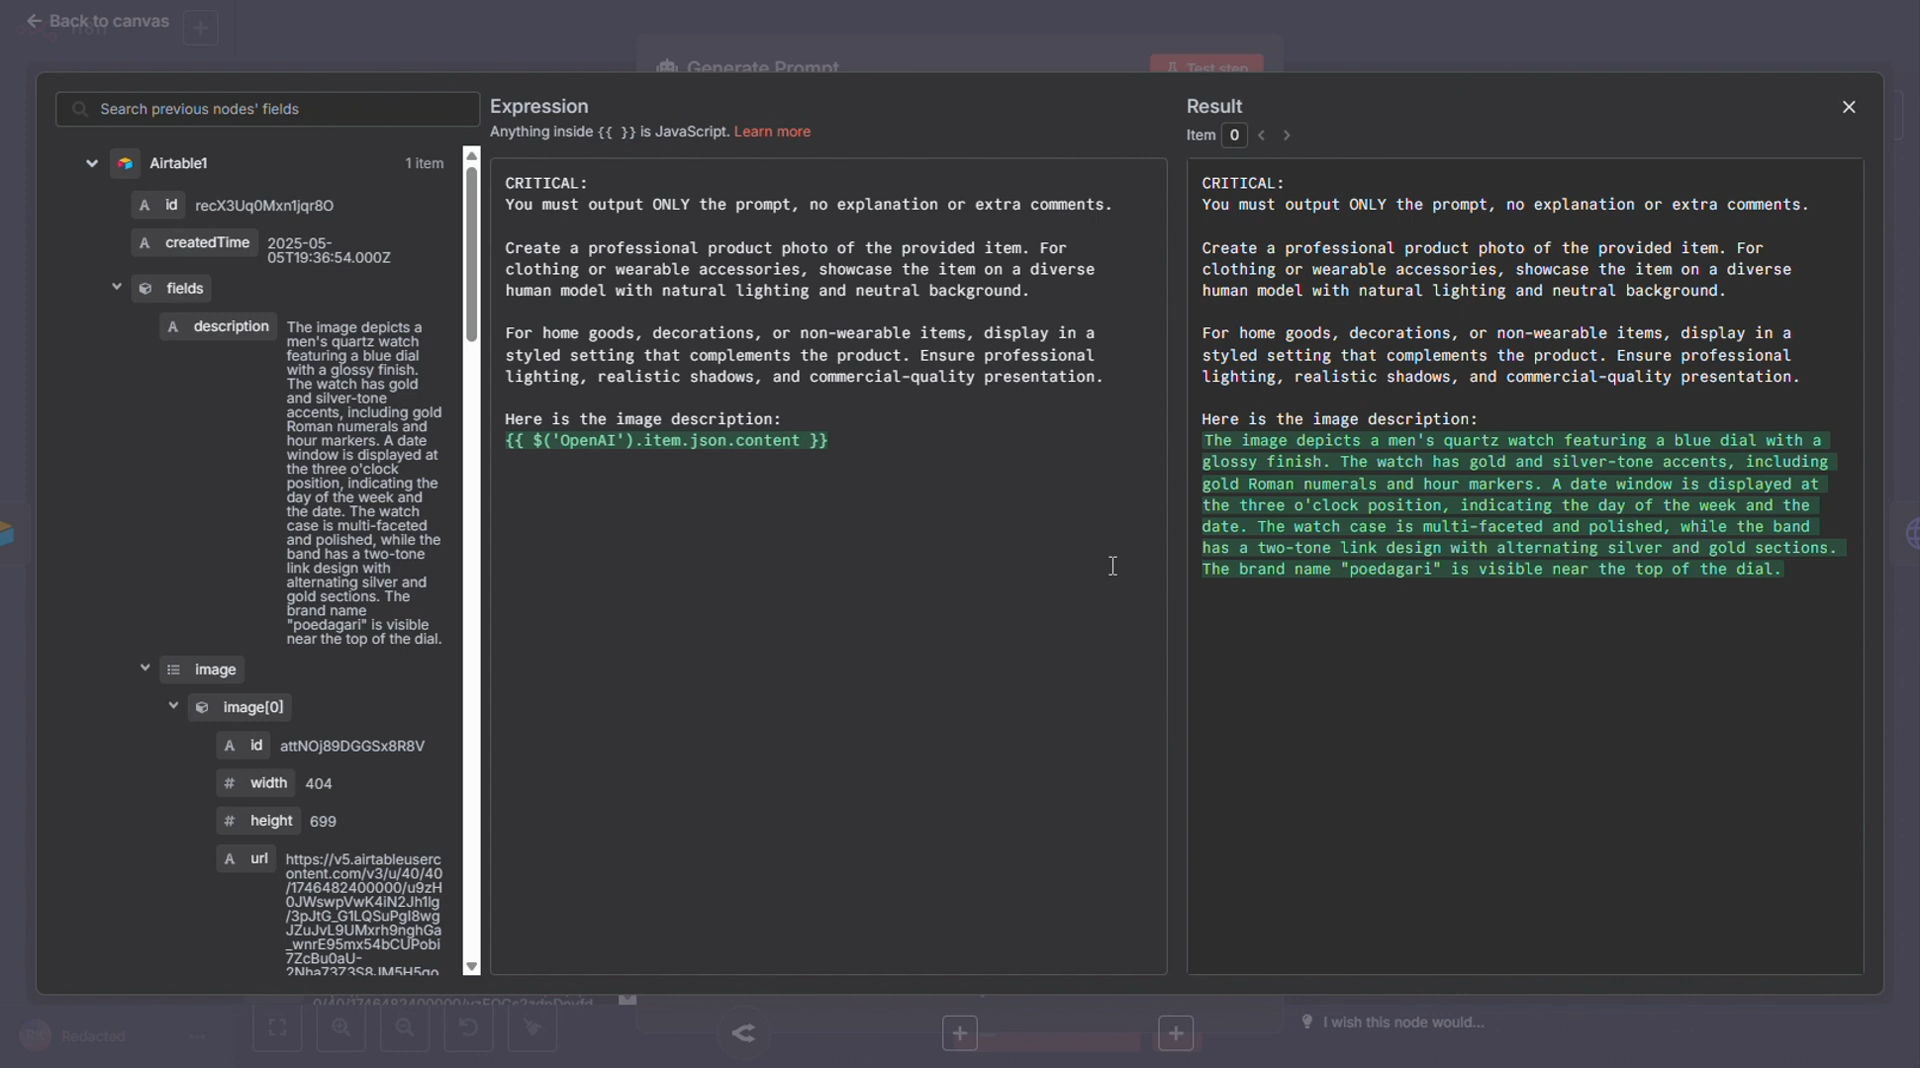 Back to canvas
Generate Prompt
Test step
Search previous nodes' fields
Airtable1
1 item
A id recX3Uq0Mxn1jqr8O
A createdTime 2025-05-
05T19:36:54.000Z
fields
A description The image depicts a
men's quartz watch
featuring a blue dial
with a glossy finish.
The watch has gold
and silver-tone
accents, including gold
Roman numerals and
hour markers. A date
window is displayed at
the three o'clock
position, indicating the
day of the week and
the date. The watch
case is multi-faceted
and polished, while the
band has a two-tone
link design with
alternating silver and
gold sections. The
brand name
"poedagari" is visible
near the top of the dial.
image
image[0]
A id attNOj89DGGSx8R8V
# width 404
# height 699
A url https://v5.airtableuserc
ontent.com/v3/u/40/40
/1746482400000/u9zH
0JWswpVwK4iN2Jh1lg
/3pJtG_G1LQSuPgI8wg
JZuJvL9UMxrh9nghGa
_wnrE95mx54bCUPobi
7ZcBu0aU-
2Nha73Z3S8JM5H5go
Expression
Anything inside {{ }} is JavaScript. Learn more
CRITICAL:
You must output ONLY the prompt, no explanation or extra comments.
Create a professional product photo of the provided item. For
clothing or wearable accessories, showcase the item on a diverse
human model with natural lighting and neutral background.
For home goods, decorations, or non-wearable items, display in a
styled setting that complements the product. Ensure professional
lighting, realistic shadows, and commercial-quality presentation.
Here is the image description:
{{ $('OpenAI').item.json.content }}
Result
Item 0
CRITICAL:
You must output ONLY the prompt, no explanation or extra comments.
Create a professional product photo of the provided item. For
clothing or wearable accessories, showcase the item on a diverse
human model with natural lighting and neutral background.
For home goods, decorations, or non-wearable items, display in a
styled setting that complements the product. Ensure professional
lighting, realistic shadows, and commercial-quality presentation.
Here is the image description:
The image depicts a men's quartz watch featuring a blue dial with a
glossy finish. The watch has gold and silver-tone accents, including
gold Roman numerals and hour markers. A date window is displayed at
the three o'clock position, indicating the day of the week and the
date. The watch case is multi-faceted and polished, while the band
has a two-tone link design with alternating silver and gold sections.
The brand name "poedagari" is visible near the top of the dial.
Redacted
I wish this node would...